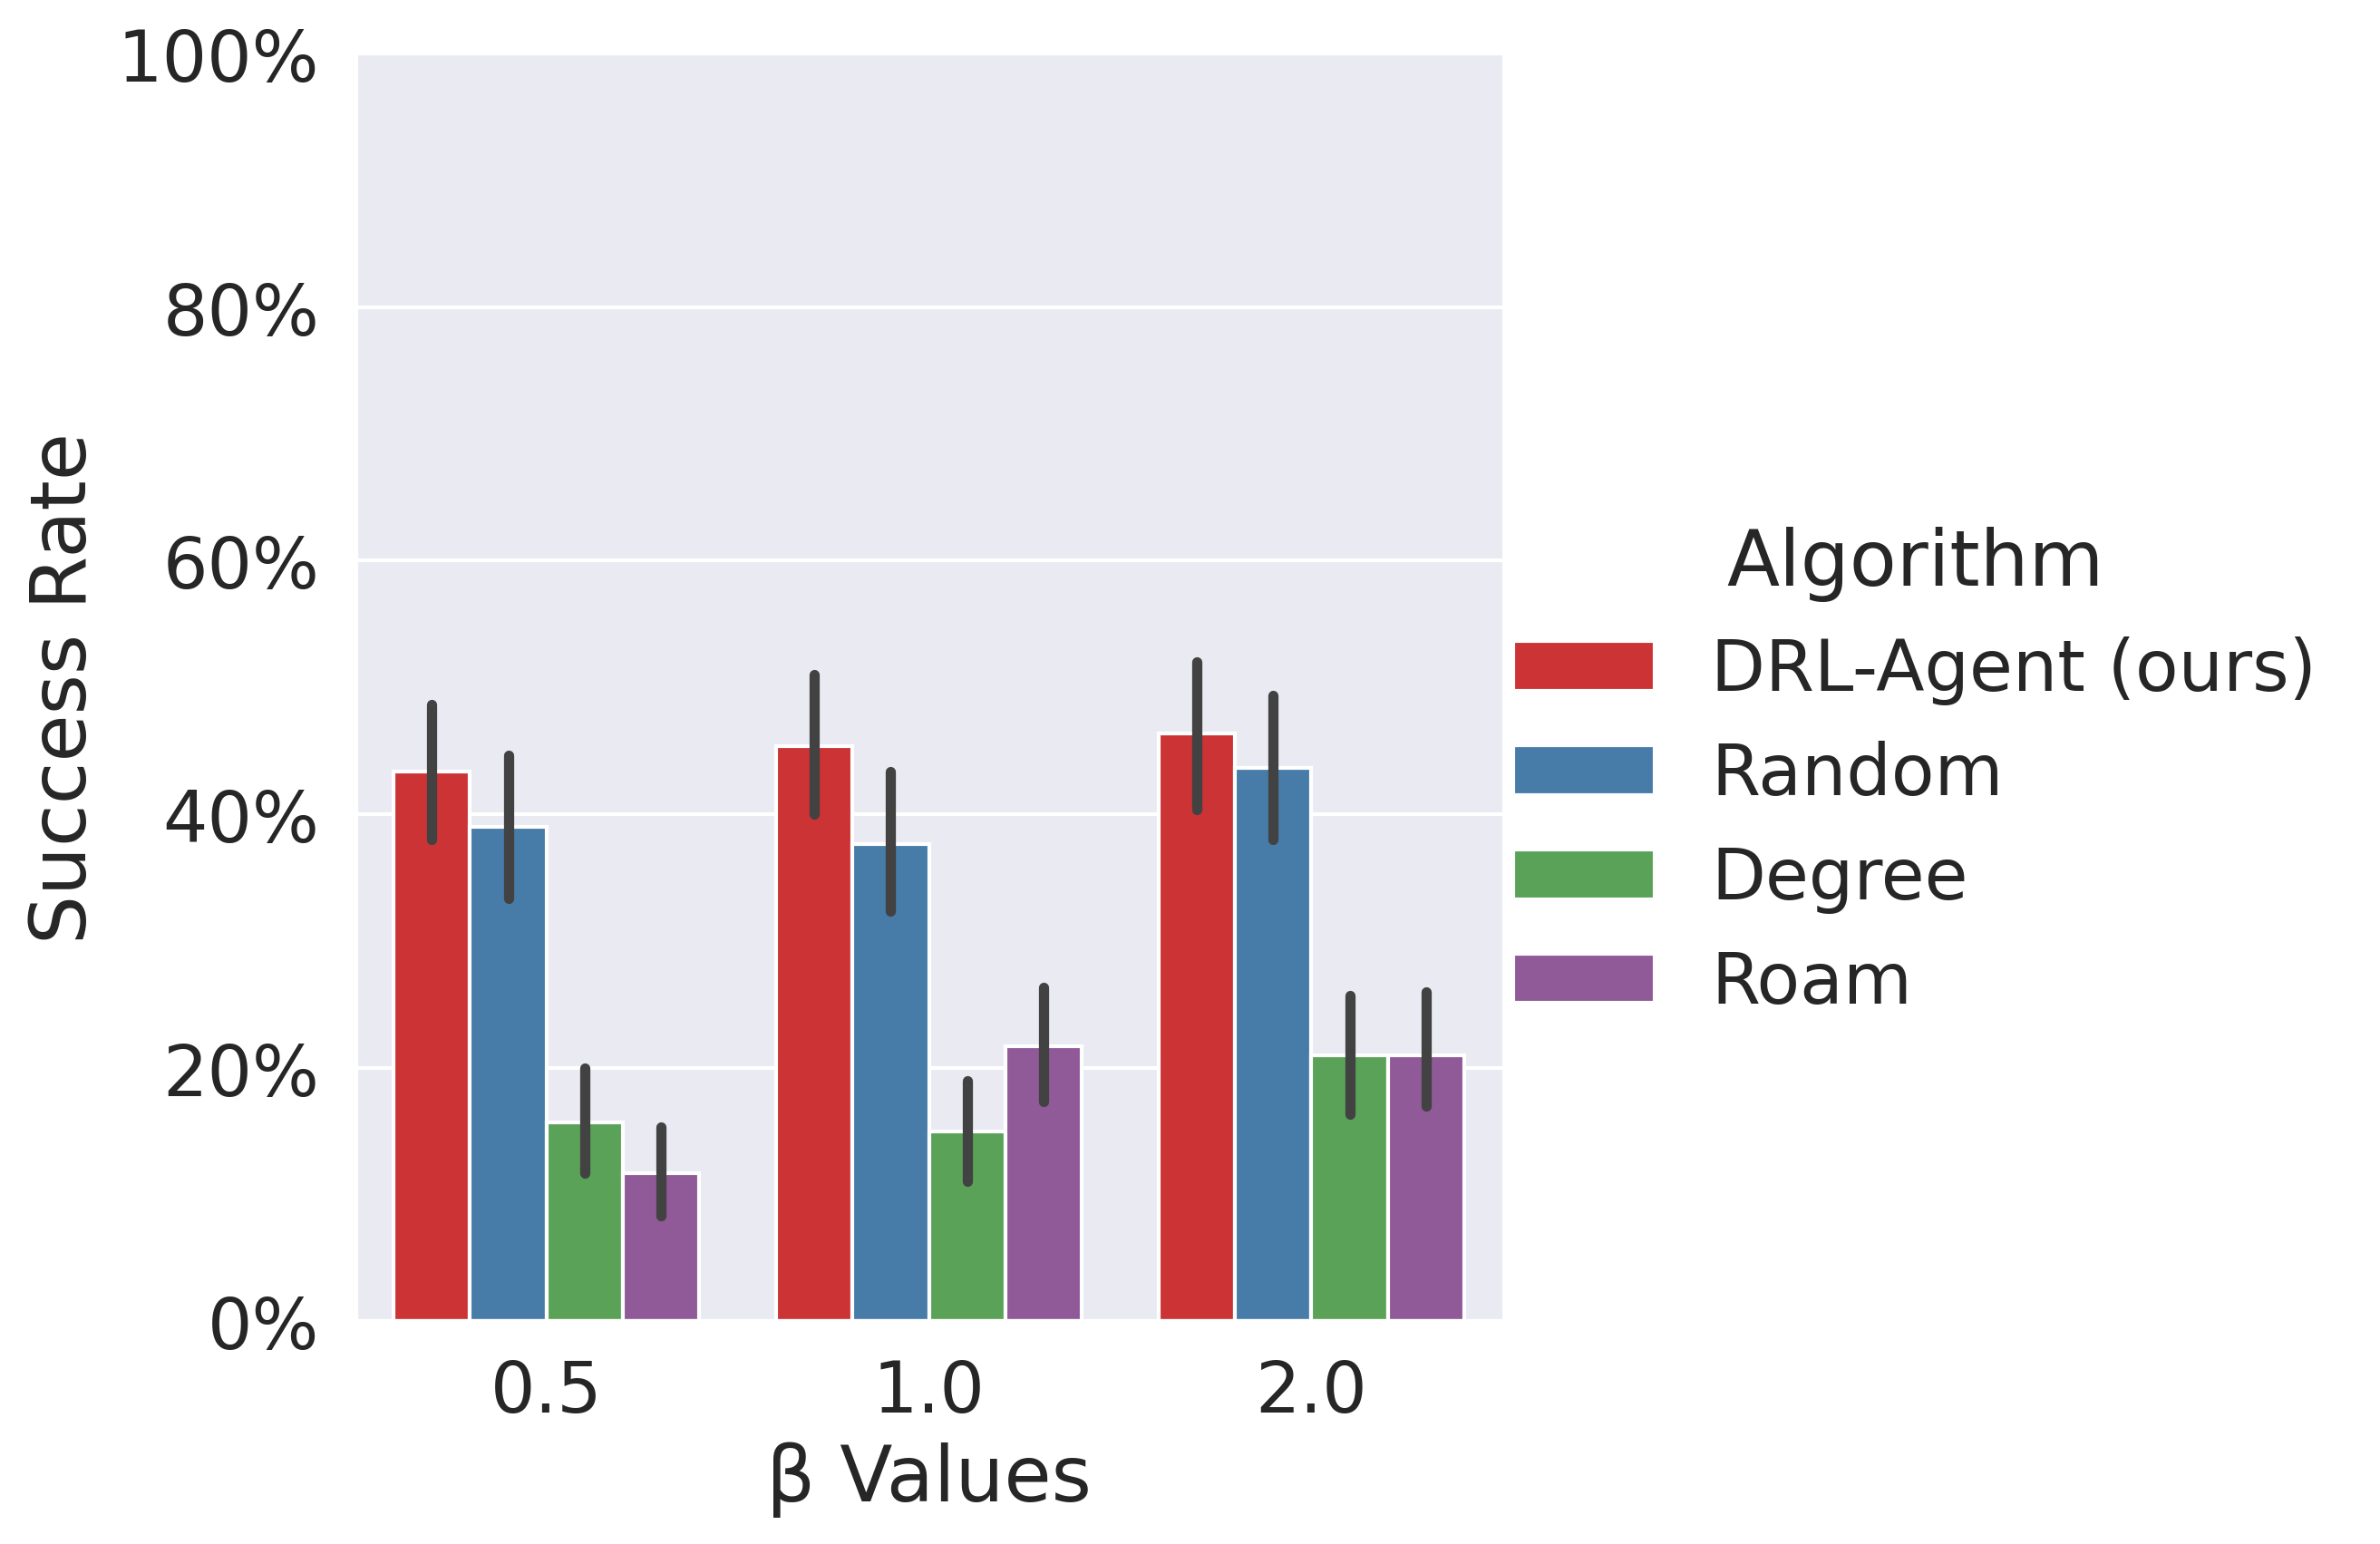 100%
80%
60%
40%
20%
0%
Success Rate
0.5
1.0
2.0
β Values
Algorithm
DRL-Agent (ours)
Random
Degree
Roam